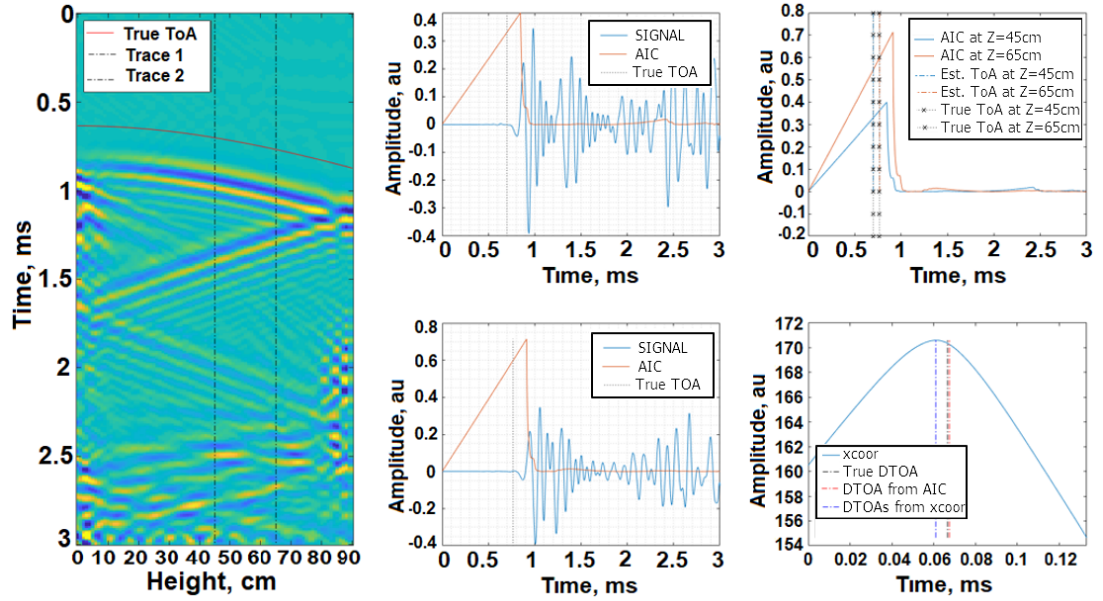 0
0.5
1
1.5
2
2.5
3
Time, ms
True ToA
Trace 1
Trace 2
0 10 20 30 40 50 60 70 80 90
Height, cm
0.4
0.3
0.2
0.1
0
-0.1
-0.2
-0.3
-0.4
Amplitude, au
SIGNAL
AIC
True TOA
0 0.5 1 1.5 2 2.5 3
Time, ms
0.8
0.7
0.6
0.5
0.4
0.3
0.2
0.1
0
-0.1
-0.2
Amplitude, au
AIC at Z=45cm
AIC at Z=65cm
Est. ToA at Z=45cm
Est. ToA at Z=65cm
True ToA at Z=45cm
True ToA at Z=65cm
0 0.5 1 1.5 2 2.5 3
Time, ms
0.8
0.6
0.4
0.2
0
-0.2
-0.4
Amplitude, au
SIGNAL
AIC
True TOA
0 0.5 1 1.5 2 2.5 3
Time, ms
172
170
168
166
164
162
160
158
156
154
Amplitude, au
xcoor
True DTOA
DTOA from AIC
DTOAs from xcoor
0 0.02 0.04 0.06 0.08 0.1 0.12
Time, ms